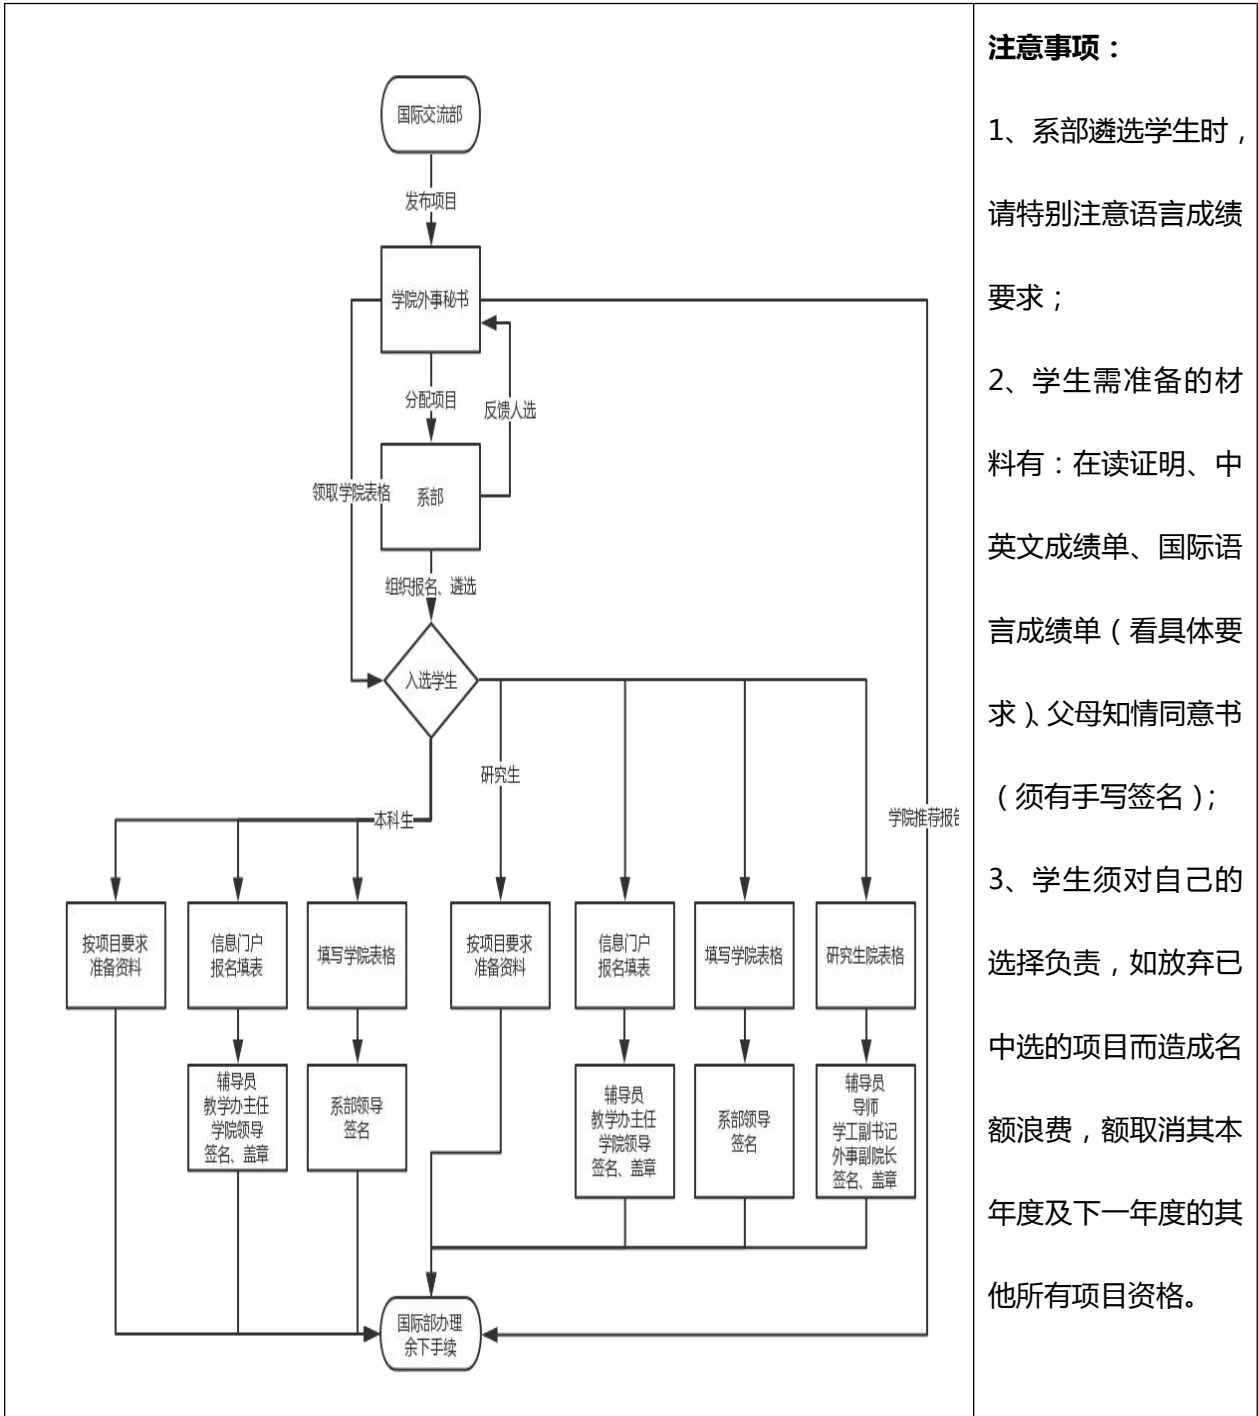 国际交流部
发布项目
学院外事秘书
分配项目
反馈人选
领取学院表格
系部
组织报名、遴选
入选学生
研究生
本科生
学院推荐报告
按项目要求
准备资料
信息门户
报名填表
填写学院表格
按项目要求
准备资料
信息门户
报名填表
填写学院表格
研究生院表格
辅导员
教学办主任
学院领导
签名、盖章
系部领导
签名
辅导员
教学办主任
学院领导
签名、盖章
系部领导
签名
辅导员
导师
学工副书记
外事副院长
签名、盖章
国际部办理
余下手续
注意事项：
1、系部遴选学生时，
请特别注意语言成绩
要求；
2、学生需准备的材
料有：在读证明、中
英文成绩单、国际语
言成绩单（看具体要
求）、父母知情同意书
（须有手写签名）；
3、学生须对自己的
选择负责，如放弃已
中选的项目而造成名
额浪费，额取消其本
年度及下一年度的其
他所有项目资格。